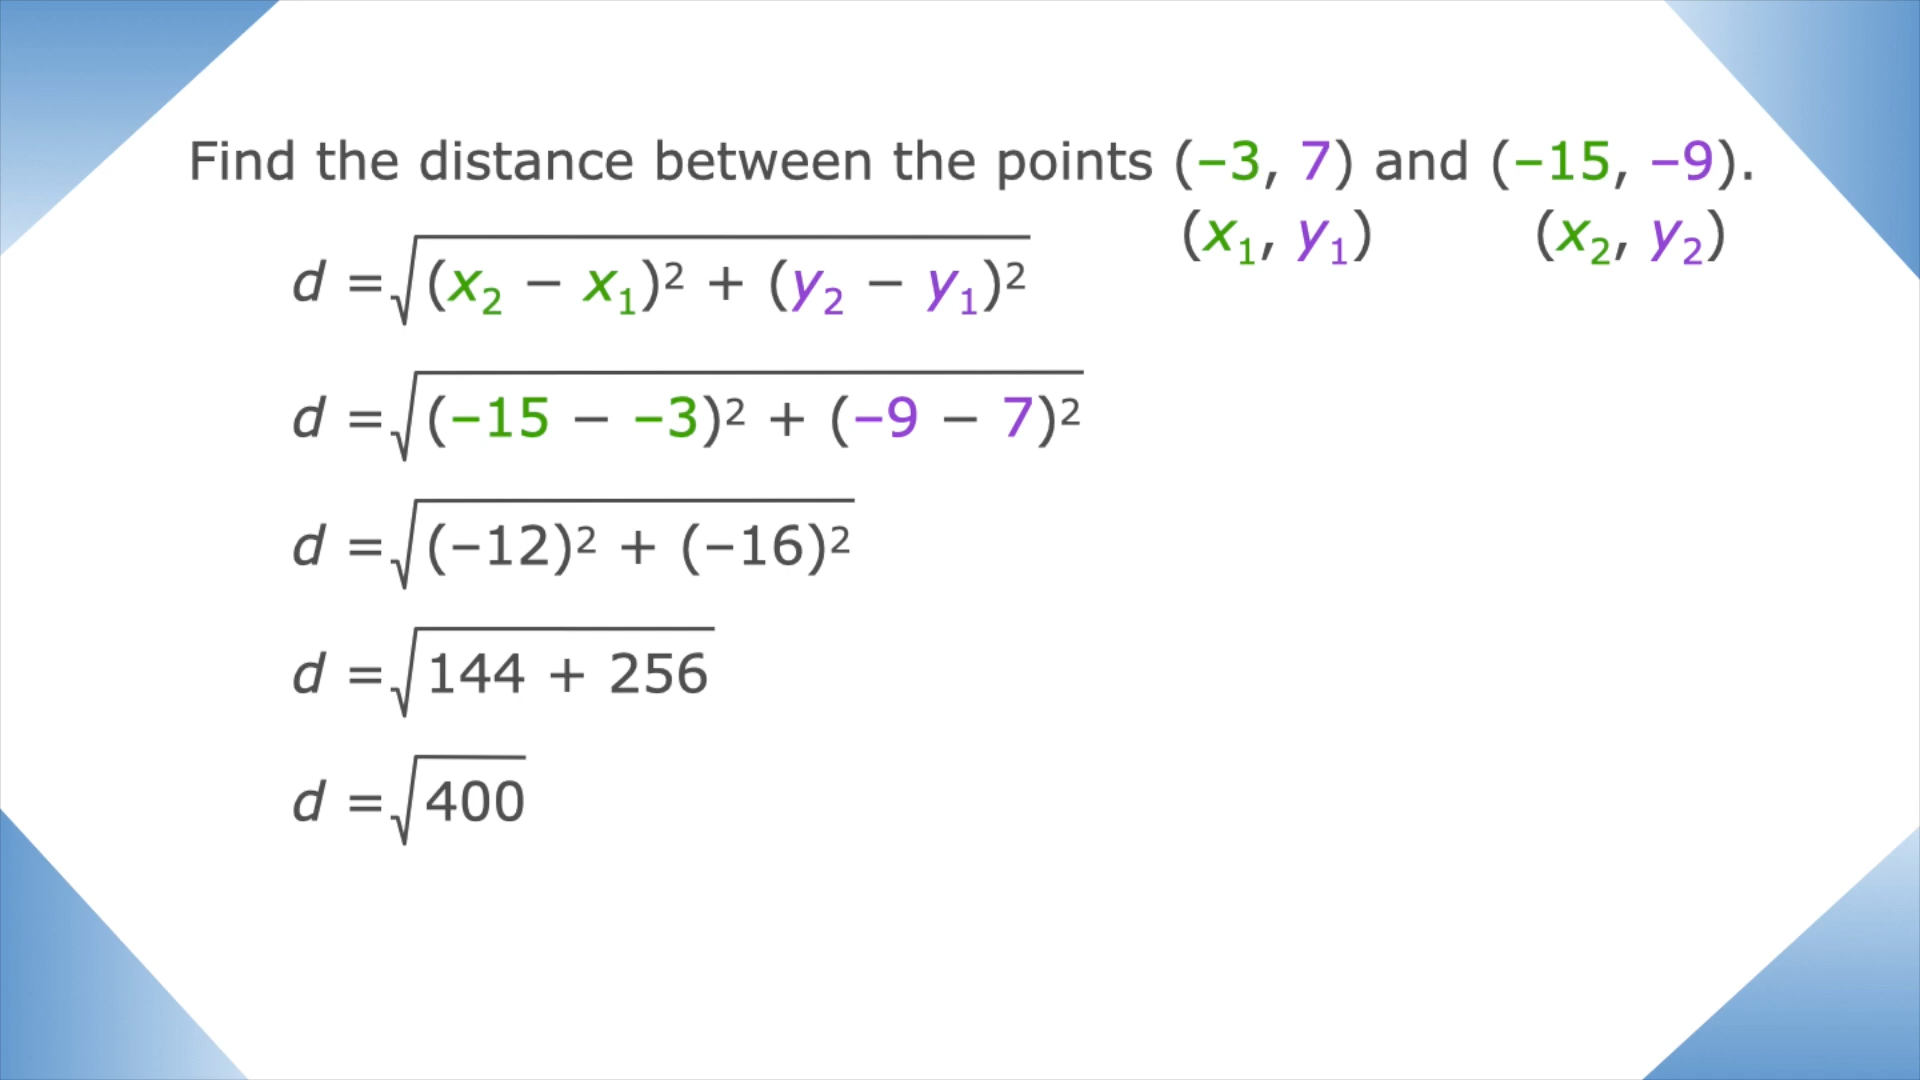 Find the distance between the points (–3, 7) and (–15, –9).
(x₁, y₁) (x₂, y₂)
d = √(x₂ − x₁)² + (y₂ − y₁)²
d = √(–15 − –3)² + (–9 − 7)²
d = √(–12)² + (–16)²
d = √144 + 256
d = √400